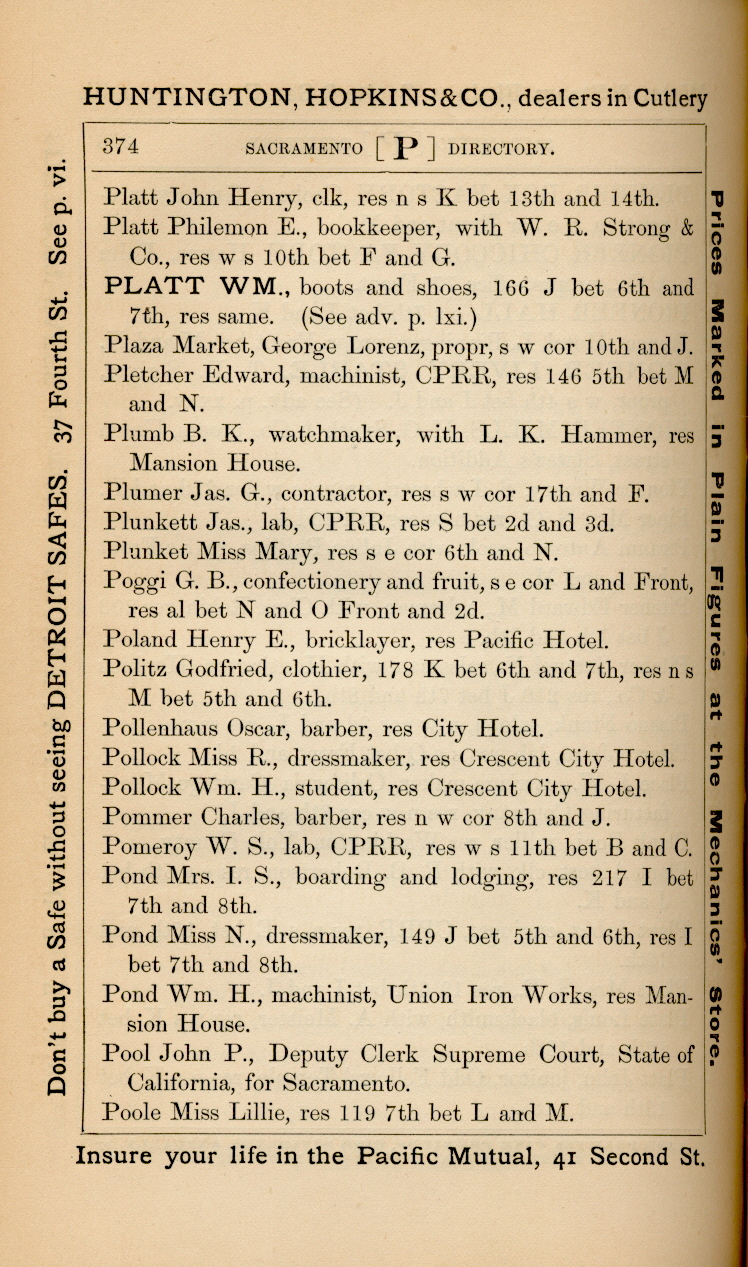 HUNTINGTON, HOPKINS & CO., dealers in Cutlery
374 SACRAMENTO [ P ] DIRECTORY.
Platt John Henry, clk, res n s K bet 13th and 14th.
Platt Philemon E., bookkeeper, with W. R. Strong &
Co., res w s 10th bet F and G.
PLATT WM., boots and shoes, 166 J bet 6th and
7th, res same. (See adv. p. lxi.)
Plaza Market, George Lorenz, propr, s w cor 10th and J.
Pletcher Edward, machinist, CPRR, res 146 5th bet M
and N.
Plumb B. K., watchmaker, with L. K. Hammer, res
Mansion House.
Plumer Jas. G., contractor, res s w cor 17th and F.
Plunkett Jas., lab, CPRR, res S bet 2d and 3d.
Plunket Miss Mary, res s e cor 6th and N.
Poggi G. B., confectionery and fruit, s e cor L and Front,
res al bet N and O Front and 2d.
Poland Henry E., bricklayer, res Pacific Hotel.
Politz Godfried, clothier, 178 K bet 6th and 7th, res n s
M bet 5th and 6th.
Pollenhaus Oscar, barber, res City Hotel.
Pollock Miss R., dressmaker, res Crescent City Hotel.
Pollock Wm. H., student, res Crescent City Hotel.
Pommer Charles, barber, res n w cor 8th and J.
Pomeroy W. S., lab, CPRR, res w s 11th bet B and C.
Pond Mrs. I. S., boarding and lodging, res 217 I bet
7th and 8th.
Pond Miss N., dressmaker, 149 J bet 5th and 6th, res I
bet 7th and 8th.
Pond Wm. H., machinist, Union Iron Works, res Man-
sion House.
Pool John P., Deputy Clerk Supreme Court, State of
California, for Sacramento.
Poole Miss Lillie, res 119 7th bet L and M.
Insure your life in the Pacific Mutual, 41 Second St.
Don't buy a Safe without seeing DETROIT SAFES. 37 Fourth St. See p. vi.
Prices Marked in Plain Figures at the Mechanics' Store.